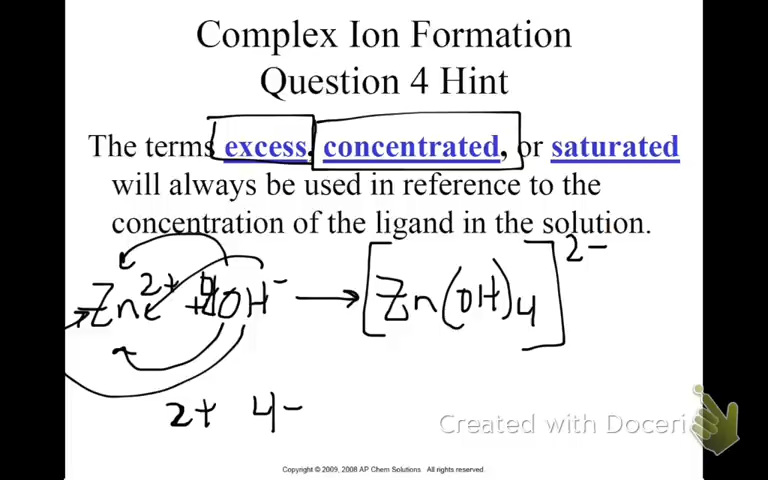 Complex Ion Formation
Question 4 Hint
The terms excess, concentrated, or saturated
will always be used in reference to the
concentration of the ligand in the solution.
Zn2+ + 4OH- → [Zn(OH)4]2-
2+ 4-
Created with Doceri
Copyright © 2009, 2008 AP Chem Solutions. All rights reserved.